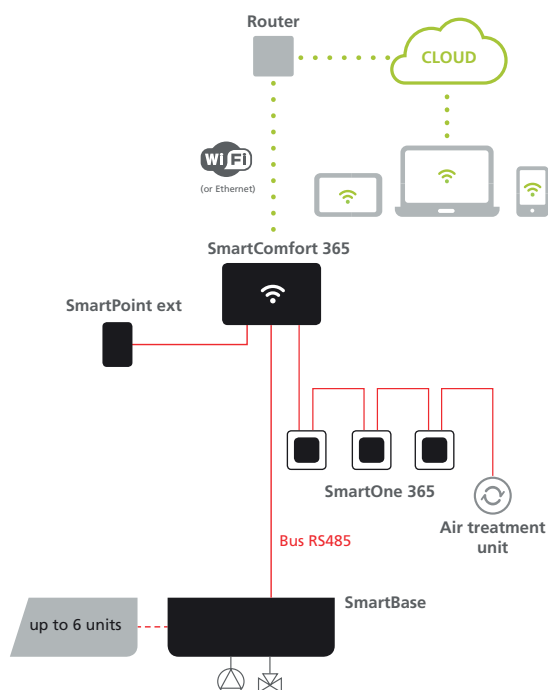 Router
CLOUD
WiFi
(or Ethernet)
SmartComfort 365
SmartPoint ext
SmartOne 365
Air treatment
unit
Bus RS485
SmartBase
up to 6 units